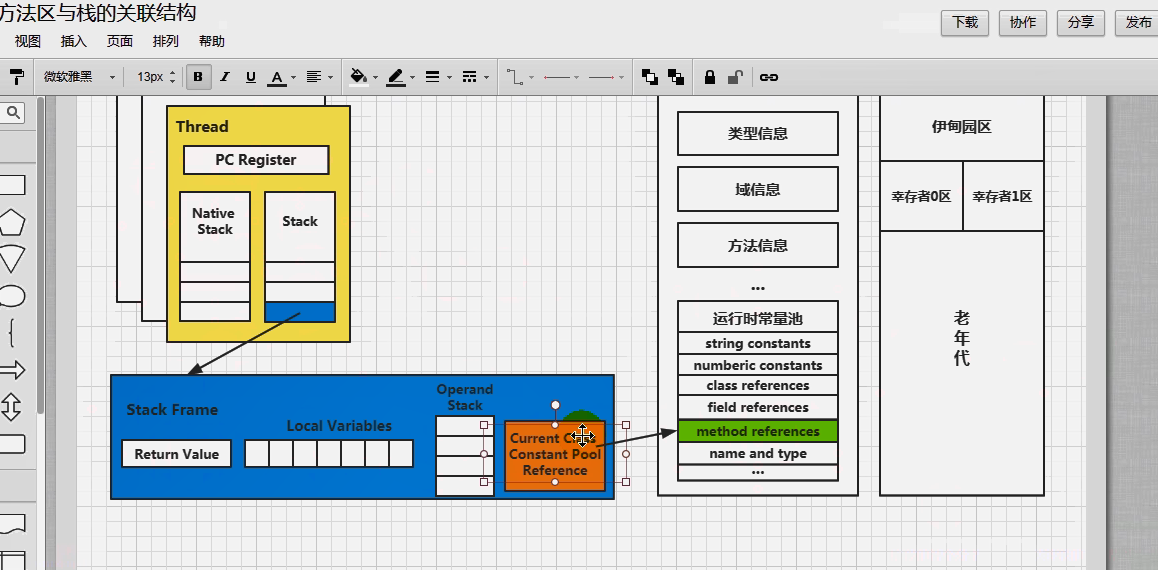 方法区与栈的关联结构
下载
协作
分享
发布
视图
插入
页面
排列
帮助
微软雅黑
13px
B
I
U
A
Thread
PC Register
Native
Stack
Stack
Stack Frame
Return Value
Local Variables
Operand
Stack
Constant Pool
Reference
类型信息
域信息
方法信息
...
运行时常量池
string constants
numberic constants
class references
field references
method references
name and type
...
伊甸园区
幸存者0区
幸存者1区
老
年
代